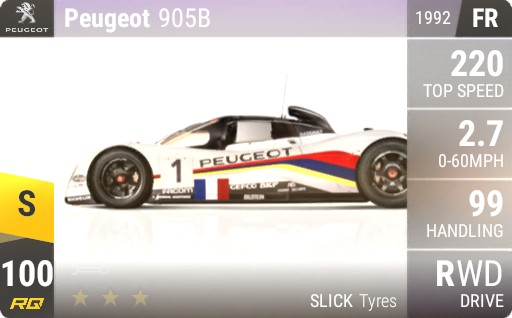 PEUGEOT
Peugeot 905B
1992 FR
220
TOP SPEED
2.7
0-60MPH
99
HANDLING
RWD
DRIVE
S
100
RQ
1
PEUGEOT
SLICK Tyres